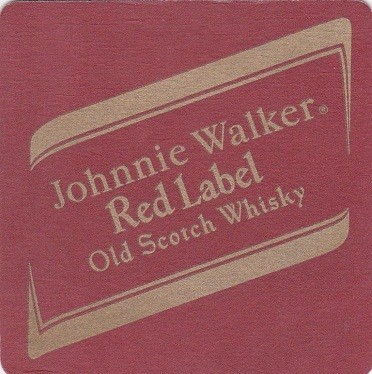 Johnnie Walker®
Red Label
Old Scotch Whisky